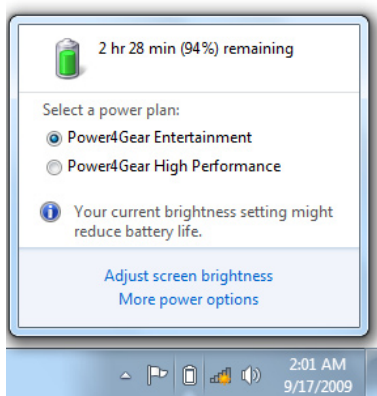 2 hr 28 min (94%) remaining
Select a power plan:
Power4Gear Entertainment
Power4Gear High Performance
Your current brightness setting might
reduce battery life.
Adjust screen brightness
More power options
2:01 AM
9/17/2009